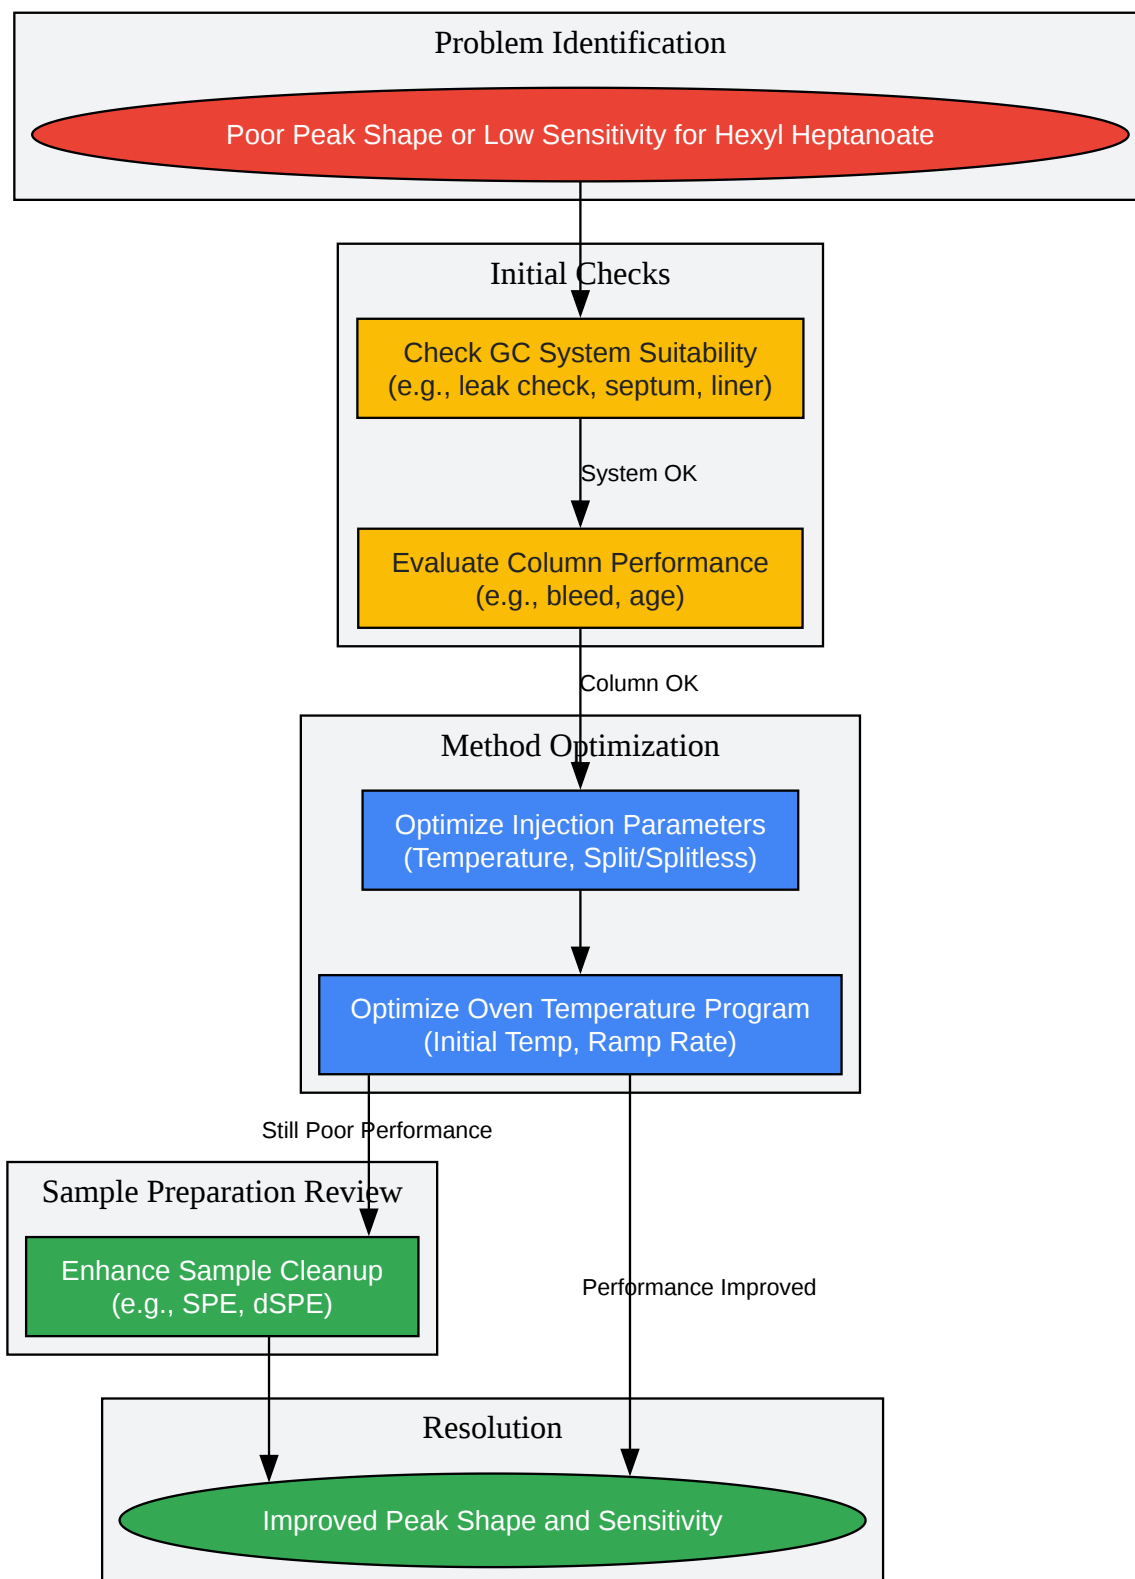 Problem Identification
Poor Peak Shape or Low Sensitivity for Hexyl Heptanoate
Initial Checks
Check GC System Suitability
(e.g., leak check, septum, liner)
System OK
Evaluate Column Performance
(e.g., bleed, age)
Column OK
Method Optimization
Optimize Injection Parameters
(Temperature, Split/Splitless)
Optimize Oven Temperature Program
(Initial Temp, Ramp Rate)
Still Poor Performance
Sample Preparation Review
Enhance Sample Cleanup
(e.g., SPE, dSPE)
Performance Improved
Resolution
Improved Peak Shape and Sensitivity